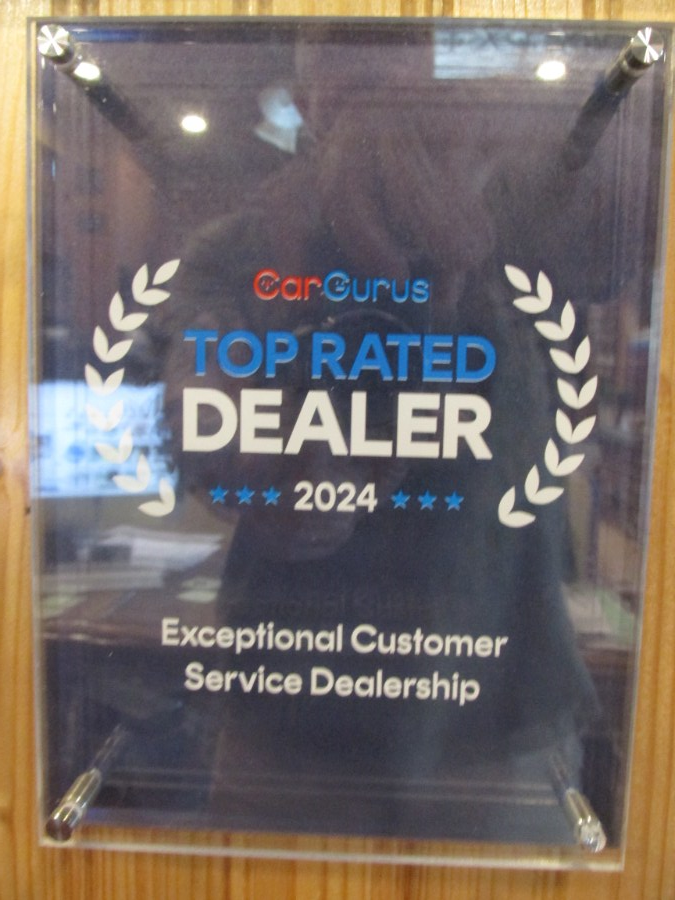 CarGurus
TOP RATED
DEALER
2024
Exceptional Customer
Service Dealership